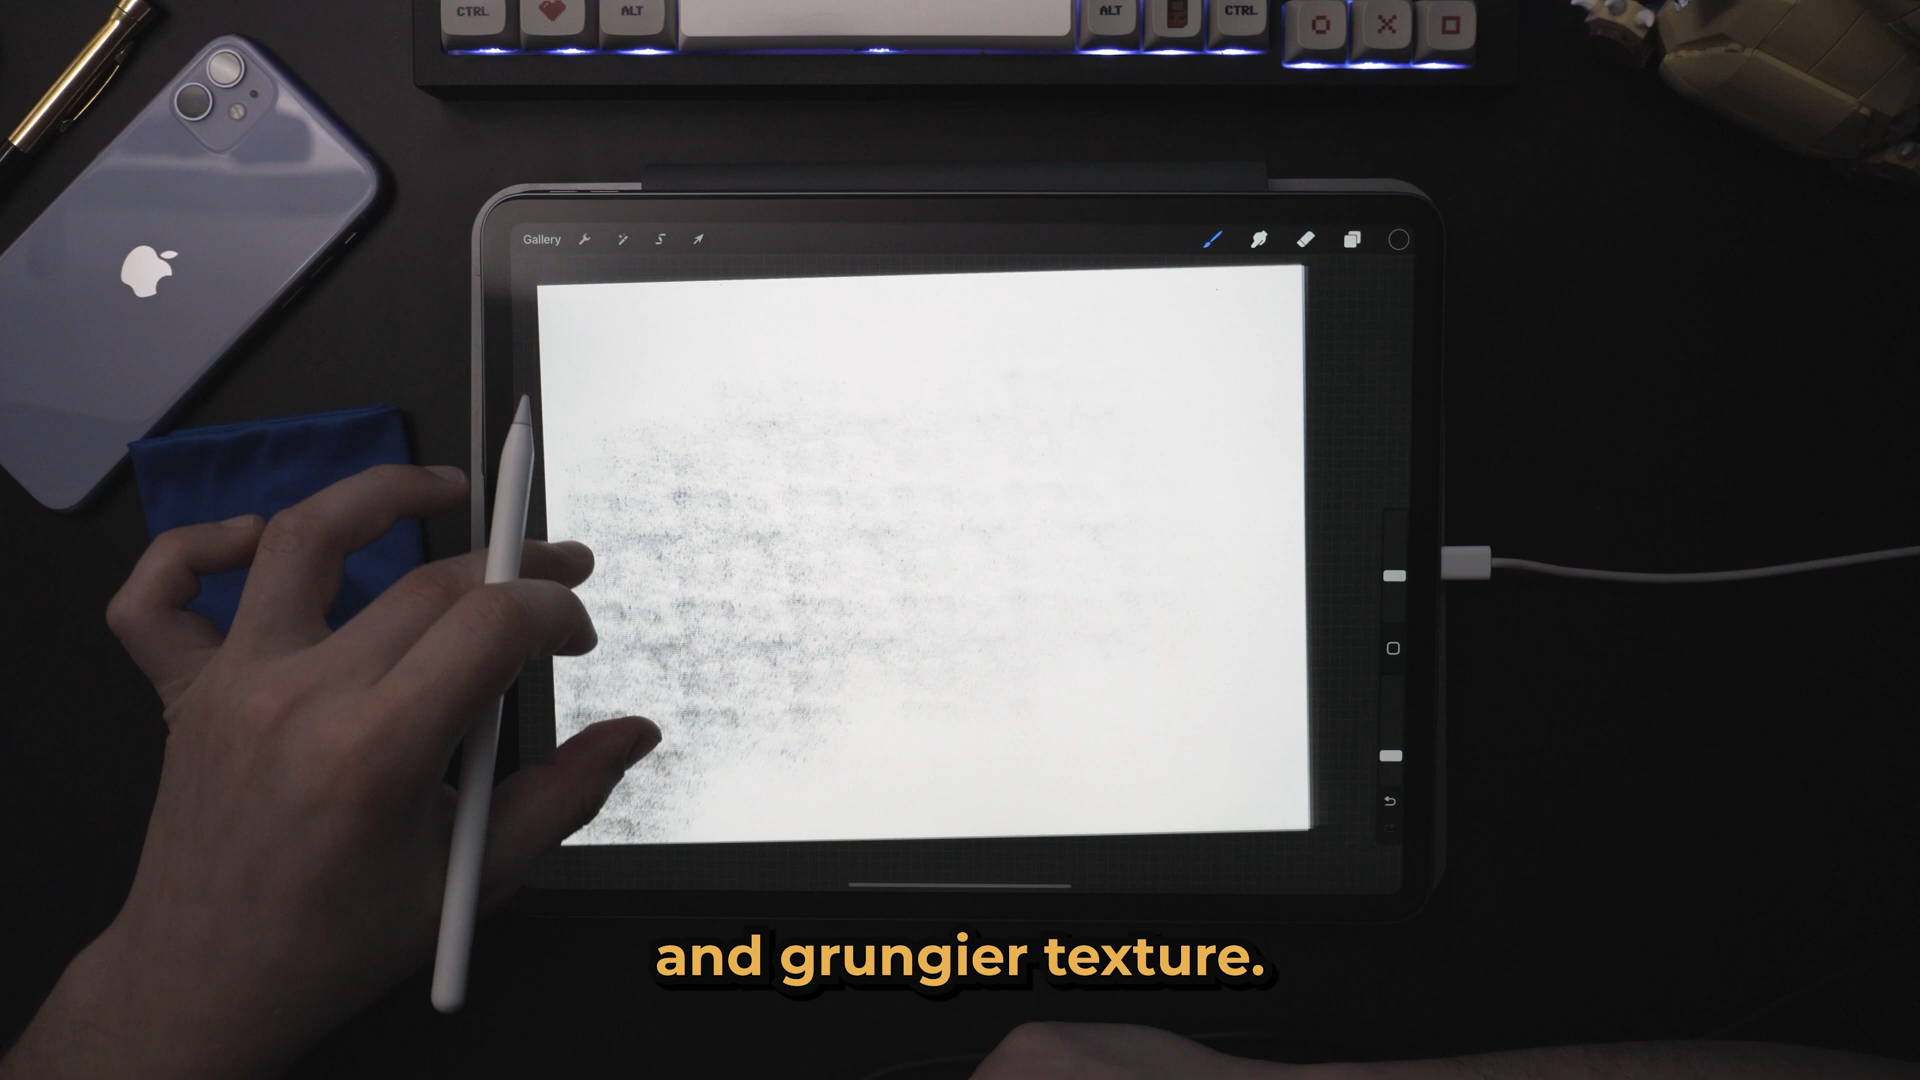 CTRL
ALT
ALT
CTRL
Gallery
and grungier texture.